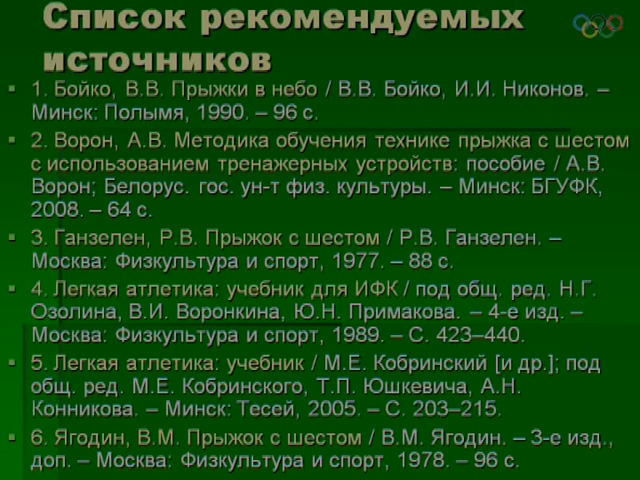 Список рекомендуемых
источников
1. Бойко, В.В. Прыжки в небо / В.В. Бойко, И.И. Никонов. –
Минск: Полымя, 1990. – 96 с.
2. Ворон, А.В. Методика обучения технике прыжка с шестом
с использованием тренажерных устройств: пособие / А.В.
Ворон; Белорус. гос. ун-т физ. культуры. – Минск: БГУФК,
2008. – 64 с.
3. Ганзелен, Р.В. Прыжок с шестом / Р.В. Ганзелен. –
Москва: Физкультура и спорт, 1977. – 88 с.
4. Легкая атлетика: учебник для ИФК / под общ. ред. Н.Г.
Озолина, В.И. Воронкина, Ю.Н. Примакова. – 4-е изд. –
Москва: Физкультура и спорт, 1989. – С. 423–440.
5. Легкая атлетика: учебник / М.Е. Кобринский [и др.]; под
общ. ред. М.Е. Кобринского, Т.П. Юшкевича, А.Н.
Конникова. – Минск: Тесей, 2005. – С. 203–215.
6. Ягодин, В.М. Прыжок с шестом / В.М. Ягодин. – 3-е изд.,
доп. – Москва: Физкультура и спорт, 1978. – 96 с.